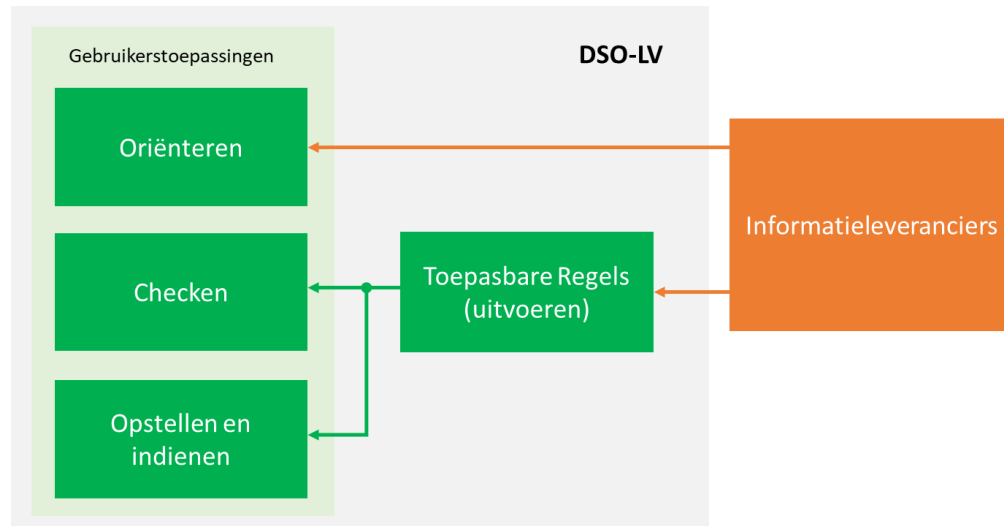 Gebruikerstoepassingen
DSO-LV
Oriënteren
Informatieleveranciers
Checken
Toepasbare Regels
(uitvoeren)
Opstellen en
indienen